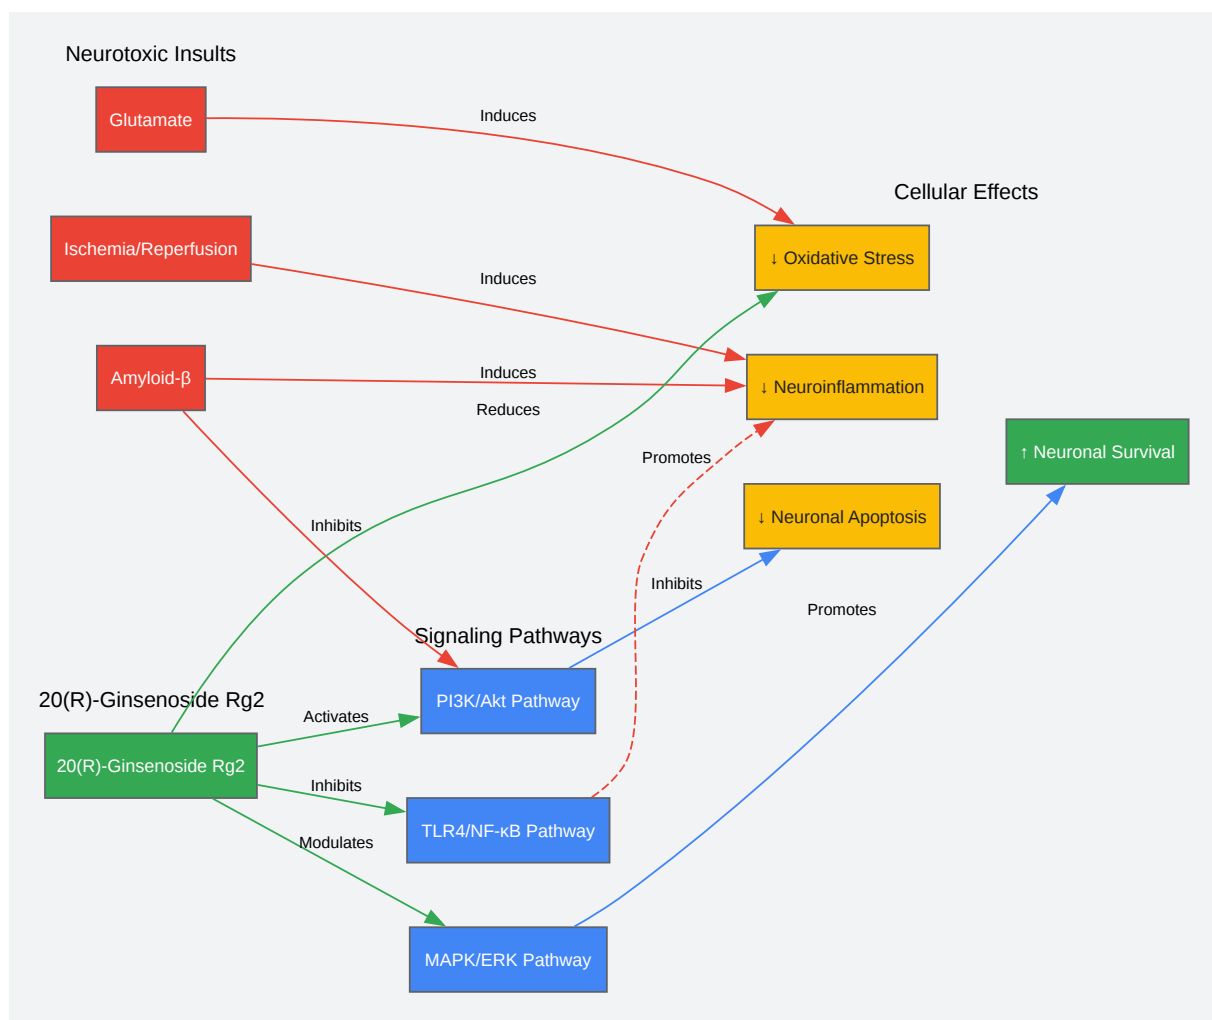 Neurotoxic Insults
Glutamate
Induces
Cellular Effects
Ischemia/Reperfusion
↓ Oxidative Stress
Induces
Amyloid-β
Induces
↓ Neuroinflammation
Reduces
Promotes
↑ Neuronal Survival
↓ Neuronal Apoptosis
Inhibits
Inhibits
Promotes
Signaling Pathways
20(R)-Ginsenoside Rg2
PI3K/Akt Pathway
Activates
20(R)-Ginsenoside Rg2
Inhibits
TLR4/NF-κB Pathway
Modulates
MAPK/ERK Pathway